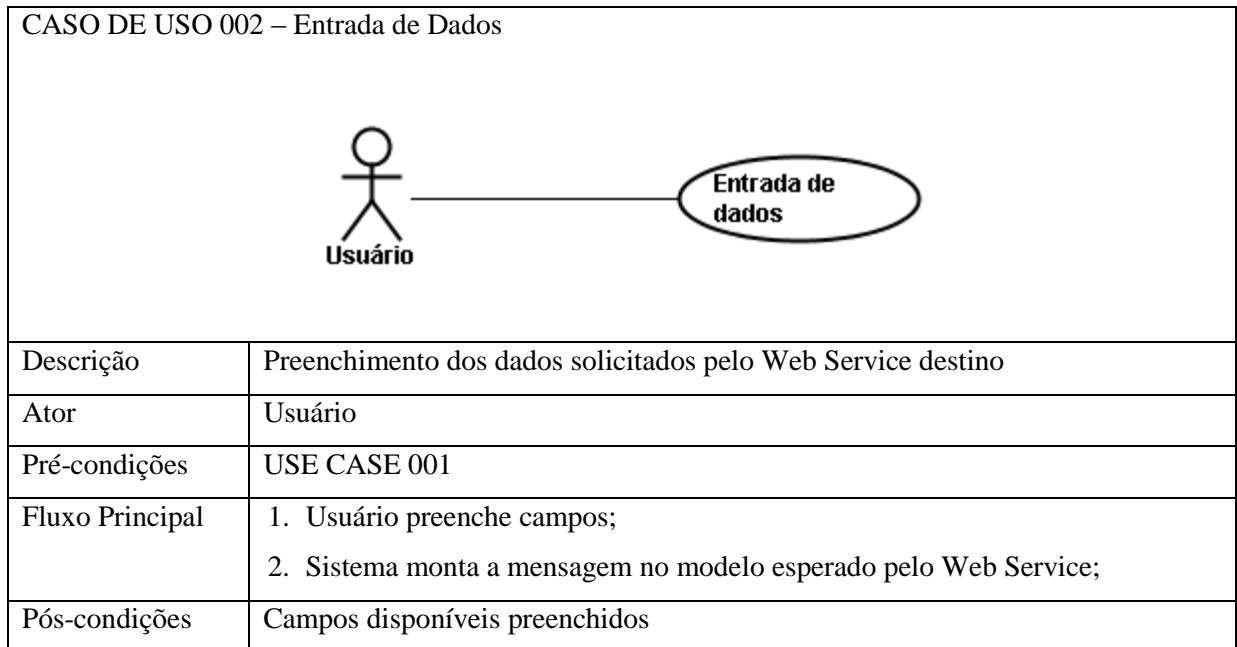 CASO DE USO 002 – Entrada de Dados
Entrada de
dados
Usuário
Descrição Preenchimento dos dados solicitados pelo Web Service destino
Ator Usuário
Pré-condições USE CASE 001
Fluxo Principal 1. Usuário preenche campos;
2. Sistema monta a mensagem no modelo esperado pelo Web Service;
Pós-condições Campos disponíveis preenchidos